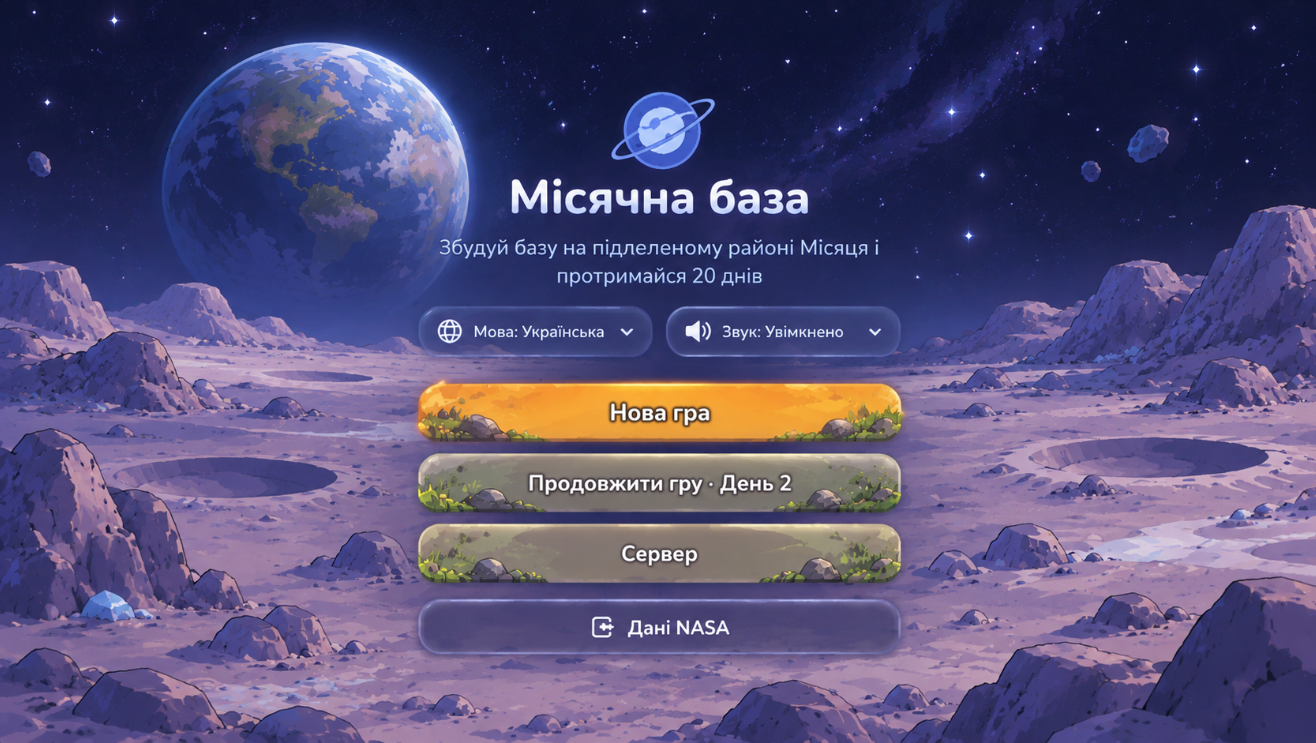 Місячна база
Збудуй базу на підлеленому районі Місяця і
протримайся 20 днів
Мова: Українська
Звук: Увімкнено
Нова гра
Продовжити гру · День 2
Сервер
Дані NASA